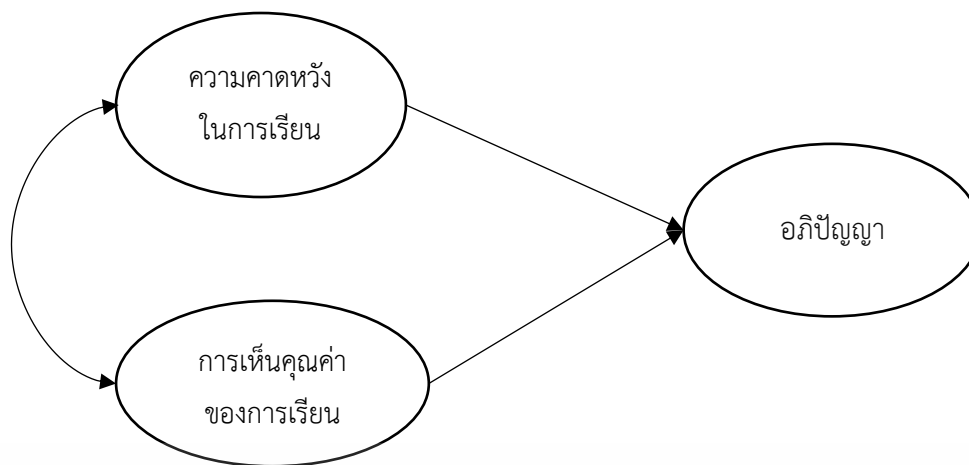 ความคาดหวัง
ในการเรียน
อภิปัญญา
การเห็นคุณค่า
ของการเรียน